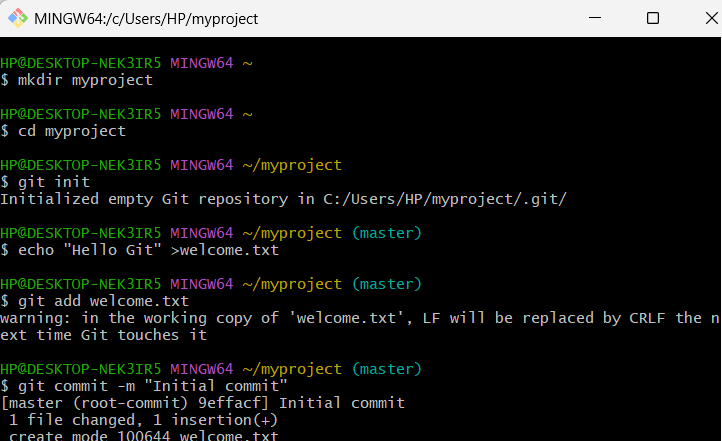 MINGW64:/c/Users/HP/myproject
HP@DESKTOP-NEK3IR5 MINGW64 ~
$ mkdir myproject
HP@DESKTOP-NEK3IR5 MINGW64 ~
$ cd myproject
HP@DESKTOP-NEK3IR5 MINGW64 ~/myproject
$ git init
Initialized empty Git repository in C:/Users/HP/myproject/.git/
HP@DESKTOP-NEK3IR5 MINGW64 ~/myproject (master)
$ echo "Hello Git" >welcome.txt
HP@DESKTOP-NEK3IR5 MINGW64 ~/myproject (master)
$ git add welcome.txt
warning: in the working copy of 'welcome.txt', LF will be replaced by CRLF the n
ext time Git touches it
HP@DESKTOP-NEK3IR5 MINGW64 ~/myproject (master)
$ git commit -m "Initial commit"
[master (root-commit) 9effacf] Initial commit
 1 file changed, 1 insertion(+)
 create mode 100644 welcome.txt